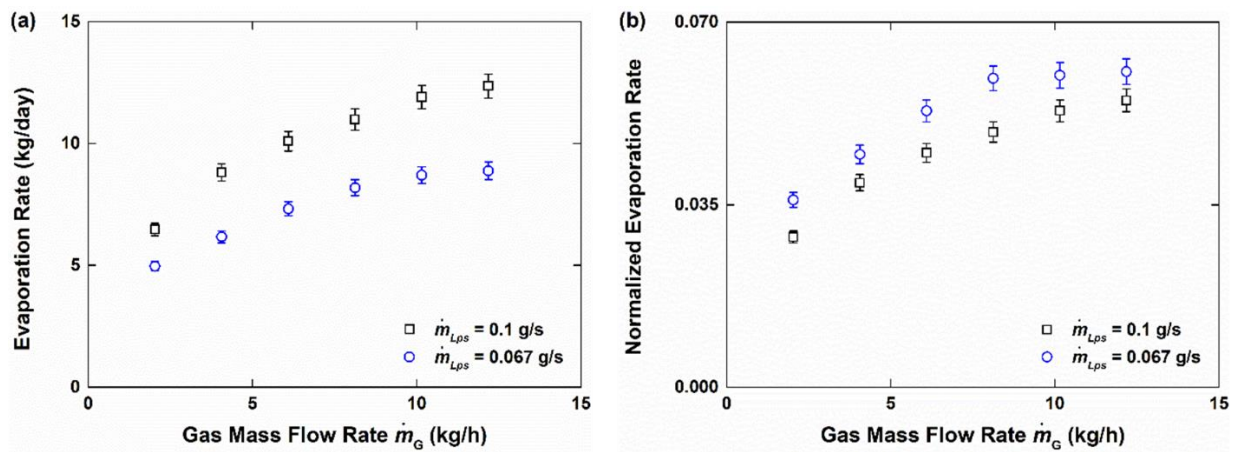 (a)
Evaporation Rate (kg/day)
15
10
5
0
ṁLps = 0.1 g/s
ṁLps = 0.067 g/s
0 5 10 15
Gas Mass Flow Rate ṁG (kg/h)
(b)
Normalized Evaporation Rate
0.070
0.035
0.000
ṁLps = 0.1 g/s
ṁLps = 0.067 g/s
0 5 10 15
Gas Mass Flow Rate ṁG (kg/h)